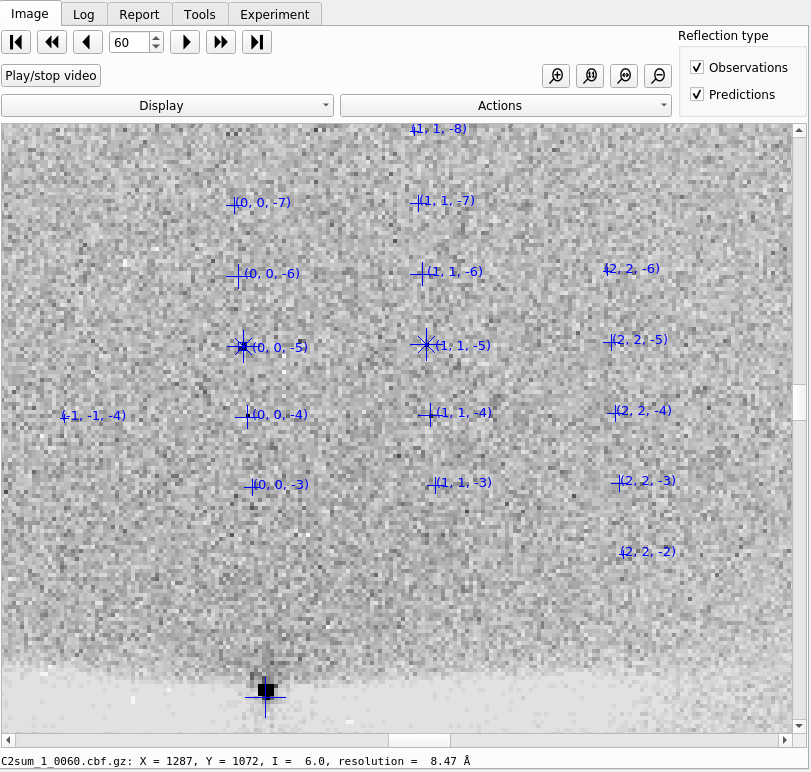 Image Log Report Tools Experiment
60
Reflection type
Play/stop video
Observations
Predictions
Display Actions
(1, 1, -8)
(0, 0, -7) (1, 1, -7)
(0, 0, -6) (1, 1, -6) (2, 2, -6)
(0, 0, -5) (1, 1, -5) (2, 2, -5)
(-1, -1, -4) (0, 0, -4) (1, 1, -4) (2, 2, -4)
(0, 0, -3) (1, 1, -3) (2, 2, -3)
(2, 2, -2)
C2sum_1_0060.cbf.gz: X = 1287, Y = 1072, I =  6.0, resolution =  8.47 Å